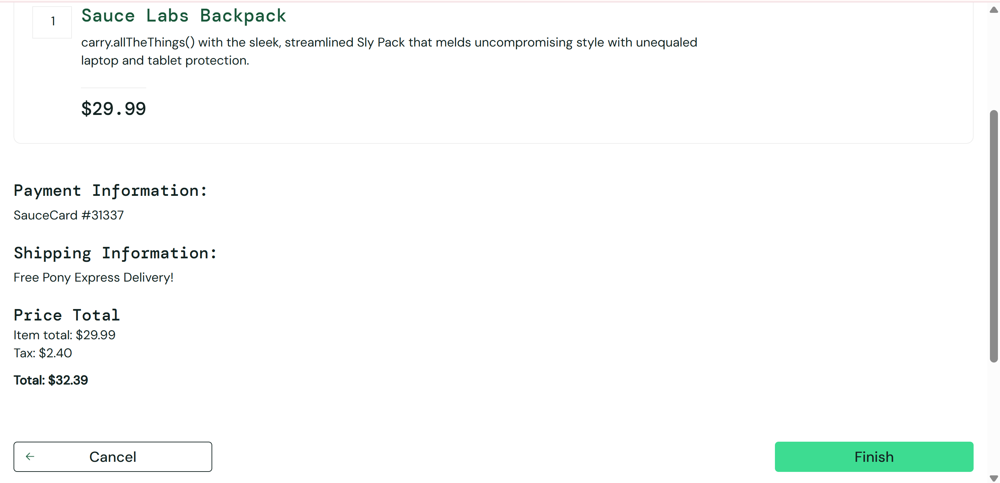 1
Sauce Labs Backpack
carry.allTheThings() with the sleek, streamlined Sly Pack that melds uncompromising style with unequaled
laptop and tablet protection.
$29.99
Payment Information:
SauceCard #31337
Shipping Information:
Free Pony Express Delivery!
Price Total
Item total: $29.99
Tax: $2.40
Total: $32.39
Cancel
Finish